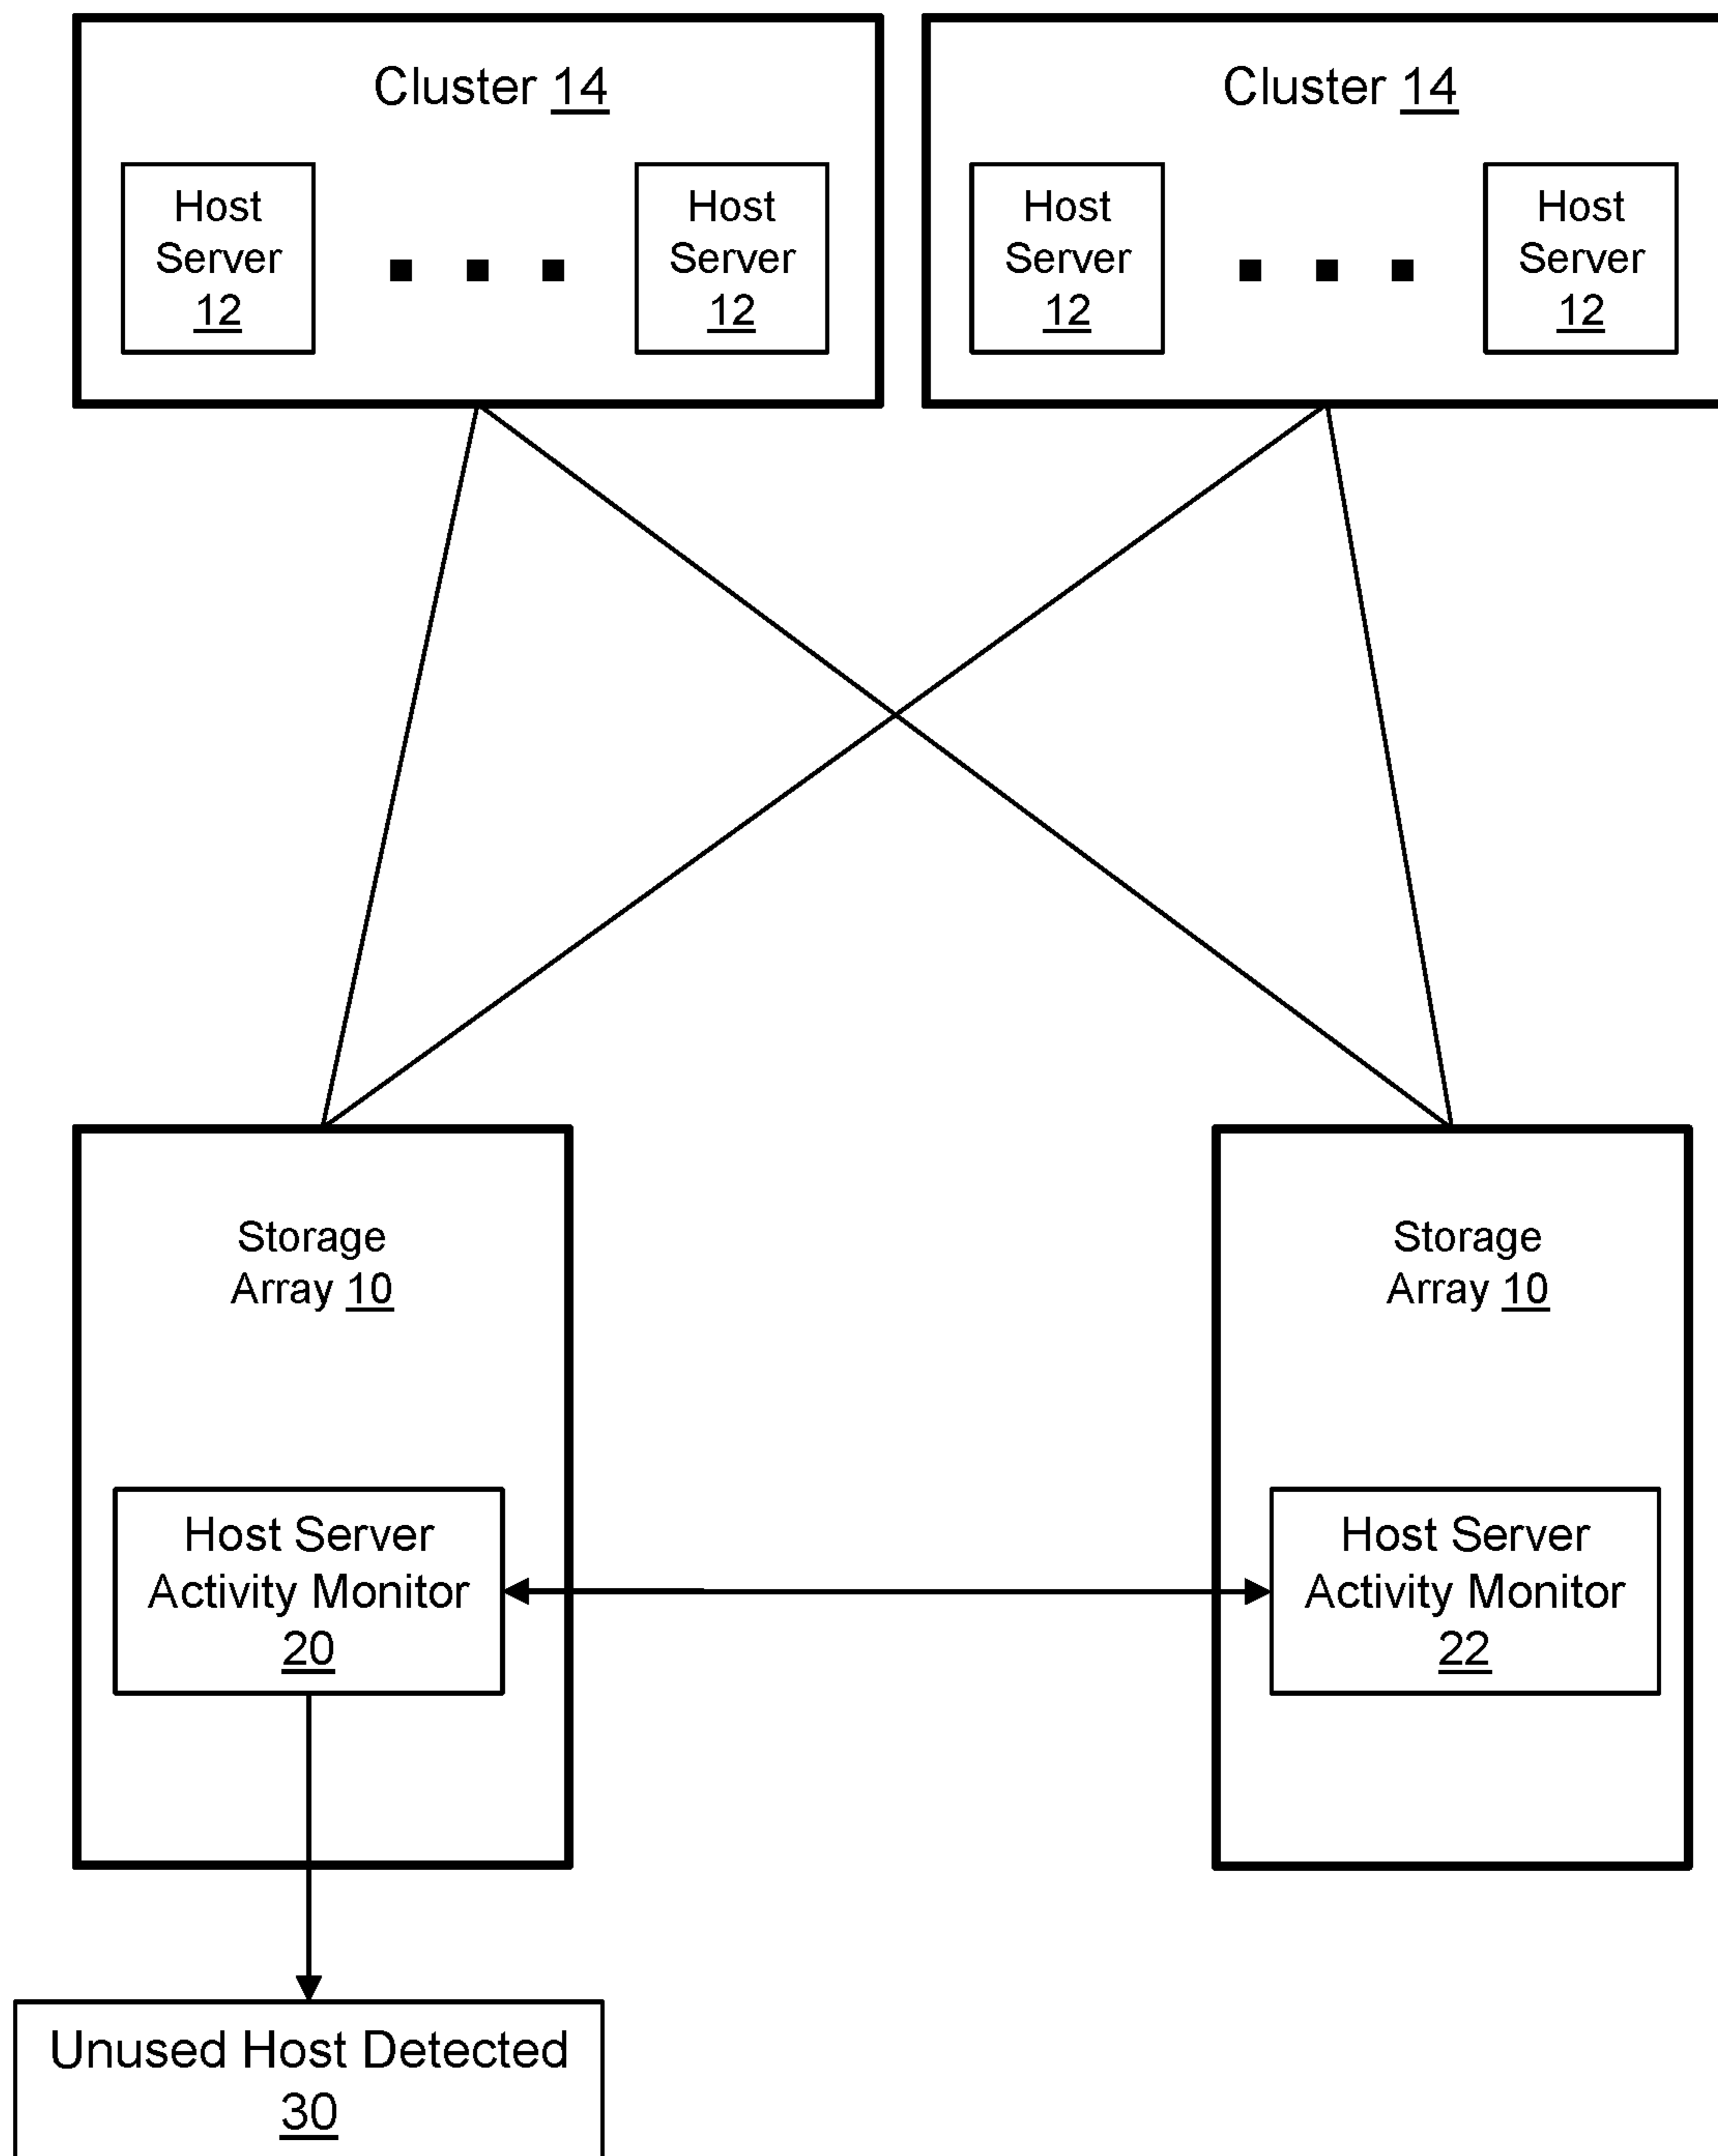 Cluster 14
Host
Server
12
Host
Server
12
Cluster 14
Host
Server
12
Host
Server
12
Storage
Array 10
Host Server
Activity Monitor
20
Storage
Array 10
Host Server
Activity Monitor
22
Unused Host Detected
30